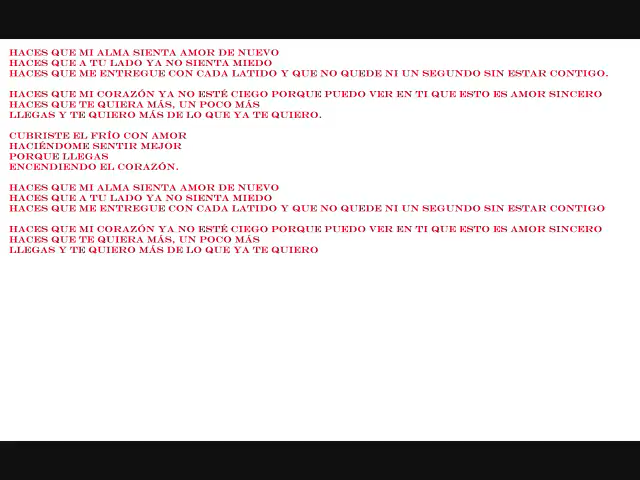 HACES QUE MI ALMA SIENTA AMOR DE NUEVO
HACES QUE A TU LADO YA NO SIENTA MIEDO
HACES QUE ME ENTREGUE CON CADA LATIDO Y QUE NO QUEDE NI UN SEGUNDO SIN ESTAR CONTIGO.
HACES QUE MI CORAZÓN YA NO ESTÉ CIEGO PORQUE PUEDO VER EN TI QUE ESTO ES AMOR SINCERO
HACES QUE TE QUIERA MÁS, UN POCO MÁS
LLEGAS Y TE QUIERO MÁS DE LO QUE YA TE QUIERO.
CUBRISTE EL FRÍO CON AMOR
HACIÉNDOME SENTIR MEJOR
PORQUE LLEGAS
ENCENDIENDO EL CORAZÓN.
HACES QUE MI ALMA SIENTA AMOR DE NUEVO
HACES QUE A TU LADO YA NO SIENTA MIEDO
HACES QUE ME ENTREGUE CON CADA LATIDO Y QUE NO QUEDE NI UN SEGUNDO SIN ESTAR CONTIGO
HACES QUE MI CORAZÓN YA NO ESTÉ CIEGO PORQUE PUEDO VER EN TI QUE ESTO ES AMOR SINCERO
HACES QUE TE QUIERA MÁS, UN POCO MÁS
LLEGAS Y TE QUIERO MÁS DE LO QUE YA TE QUIERO